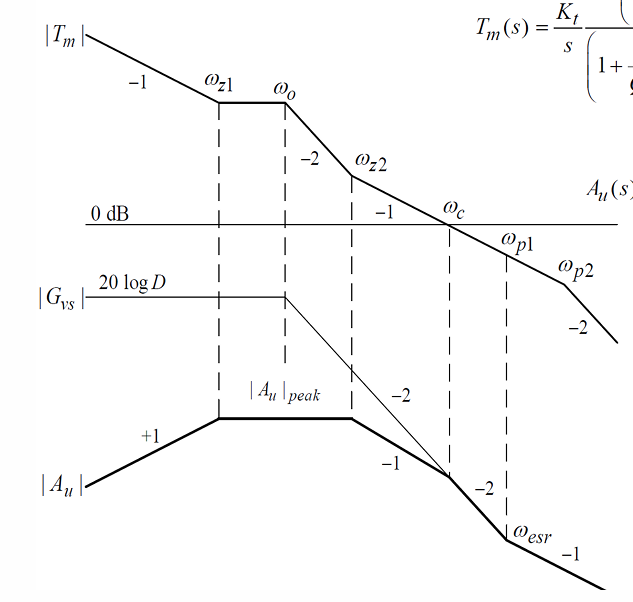 |T_m|
T_m(s) = K_t / s
1+
−1
ω_z1
ω_o
−2
ω_z2
A_u(s)
0 dB
−1
ω_c
ω_p1
ω_p2
−2
|G_vs|
20 log D
|A_u|_peak
−2
+1
−1
|A_u|
−2
ω_esr
−1